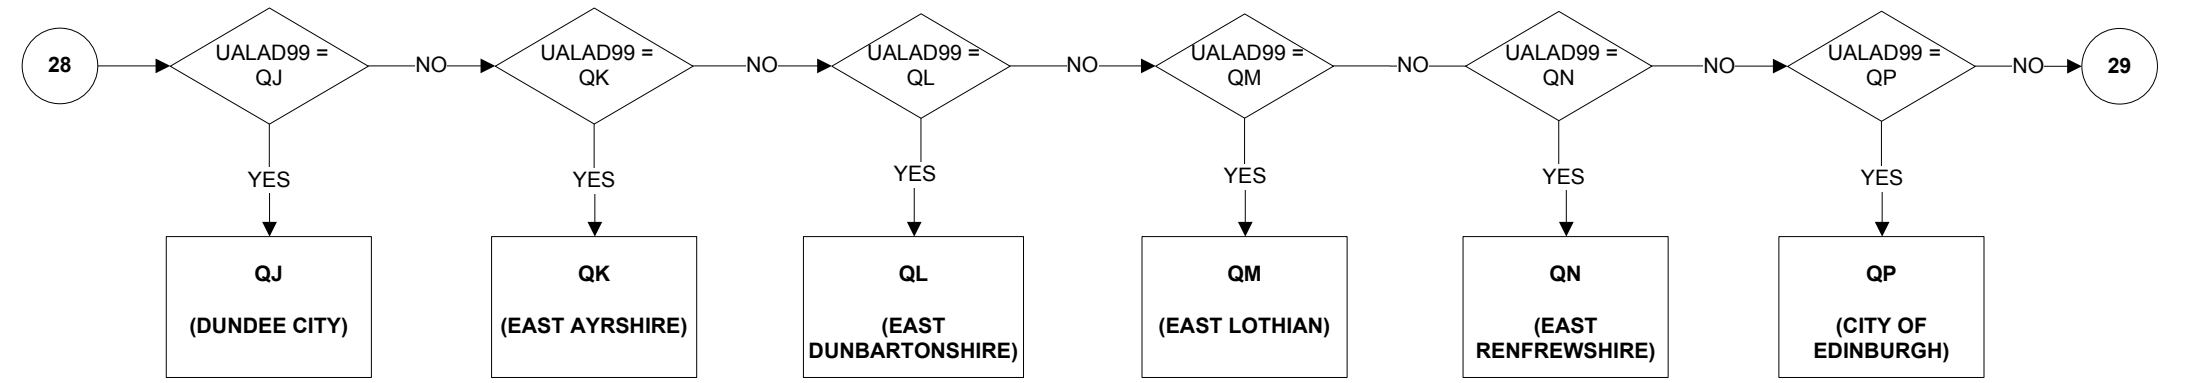 28
UALAD99 =
QJ
NO
UALAD99 =
QK
NO
UALAD99 =
QL
NO
UALAD99 =
QM
NO
UALAD99 =
QN
NO
UALAD99 =
QP
NO
29
YES
YES
YES
YES
YES
YES
QJ
(DUNDEE CITY)
QK
(EAST AYRSHIRE)
QL
(EAST
DUNBARTONSHIRE)
QM
(EAST LOTHIAN)
QN
(EAST
RENFREWSHIRE)
QP
(CITY OF
EDINBURGH)